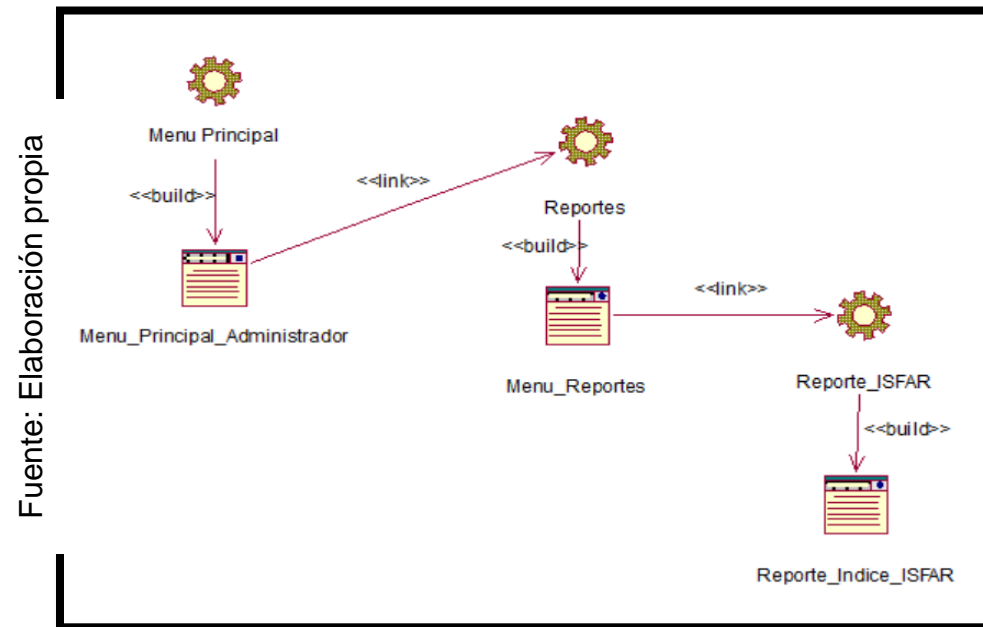 Fuente: Elaboración propia
Menu Principal
<<build>>
Menu_Principal_Administrador
<<link>>
Reportes
<<build>>
Menu_Reportes
<<link>>
Reporte_ISFAR
<<build>>
Reporte_Indice_ISFAR